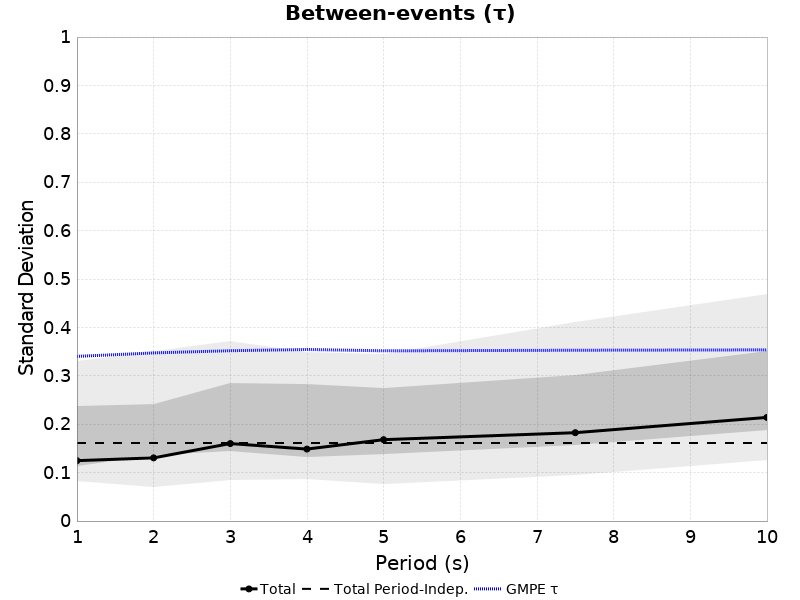 Between-events (τ)
Standard Deviation
1
0.9
0.8
0.7
0.6
0.5
0.4
0.3
0.2
0.1
0
1 2 3 4 5 6 7 8 9 10
Period (s)
Total Total Period-Indep. GMPE τ